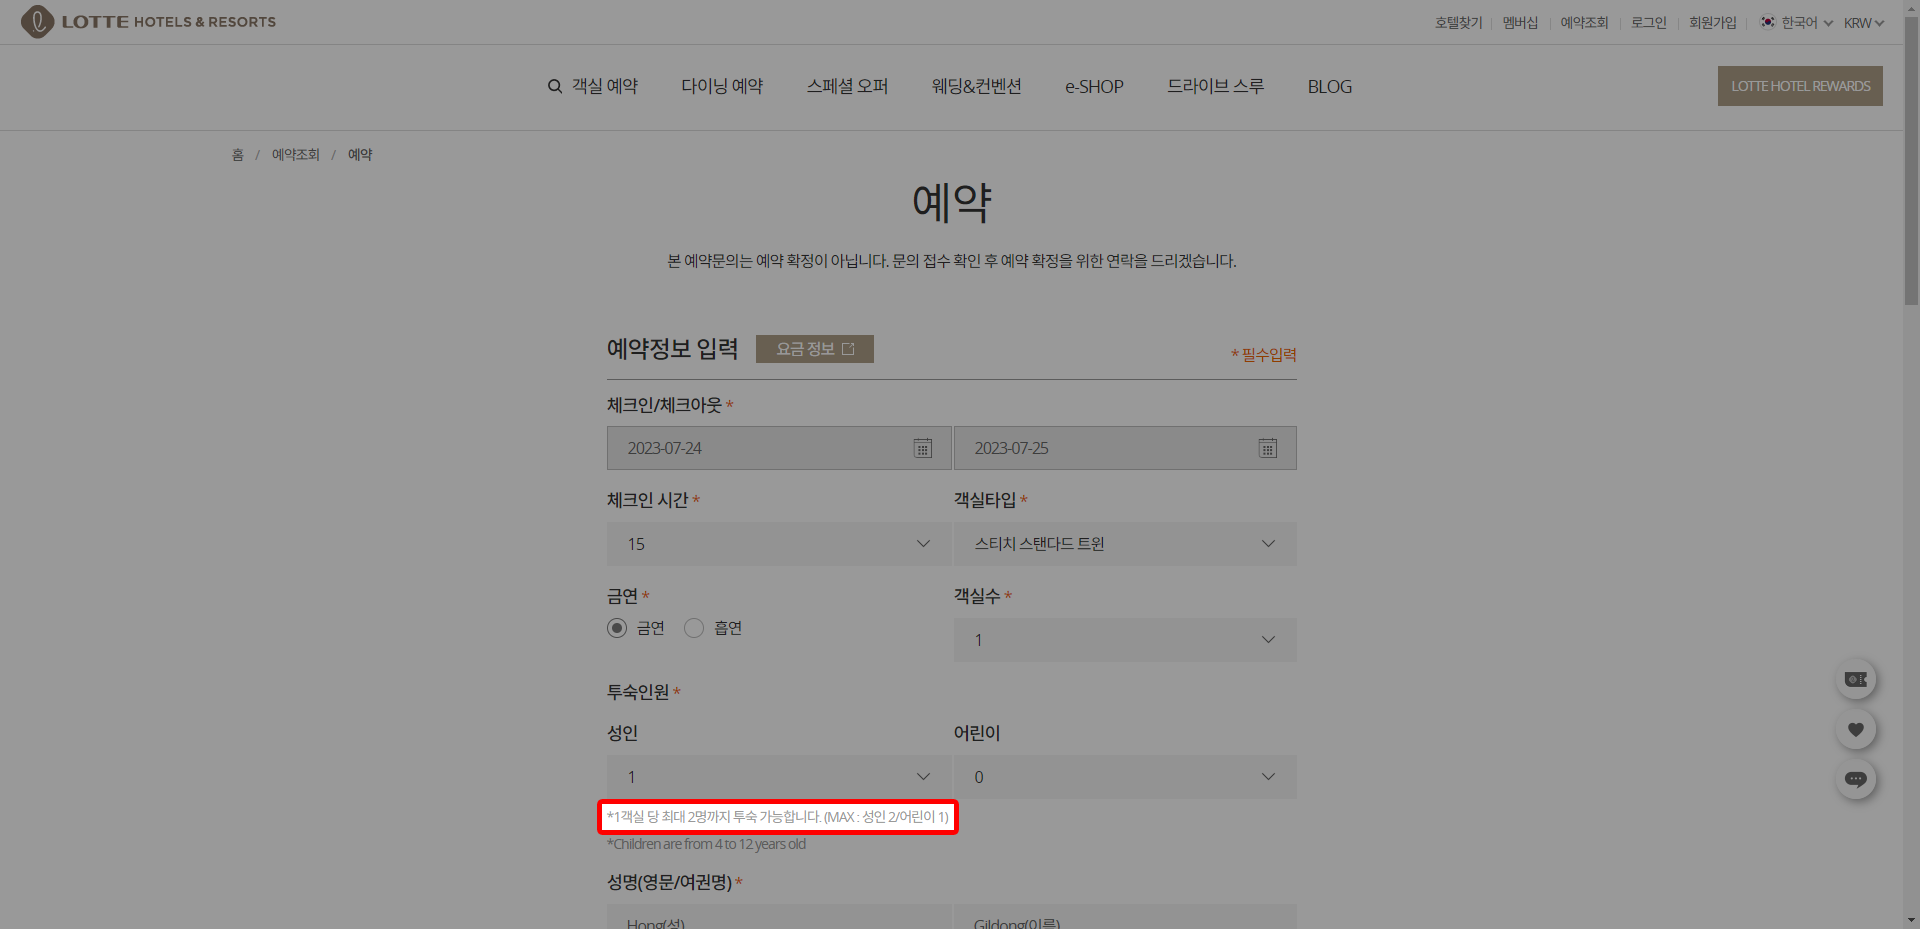 LOTTE HOTELS & RESORTS
호텔찾기 멤버십 예약조회 로그인 회원가입 한국어 KRW
객실 예약 다이닝 예약 스페셜 오퍼 웨딩&컨벤션 e-SHOP 드라이브 스루 BLOG LOTTE HOTEL REWARDS
홈 / 예약조회 / 예약
예약
본 예약문의는 예약 확정이 아닙니다. 문의 접수 확인 후 예약 확정을 위한 연락을 드리겠습니다.
예약정보 입력 요금 정보 * 필수입력
체크인/체크아웃 *
2023-07-24 2023-07-25
체크인 시간 * 객실타입 *
15 스티치 스탠다드 트윈
금연 * 객실수 *
금연 흡연 1
투숙인원 *
성인 어린이
1 0
*1객실 당 최대 2명까지 투숙 가능합니다. (MAX : 성인 2/어린이 1)
*Children are from 4 to 12 years old
성명(영문/여권명) *
Hong(성) Gildong(이름)